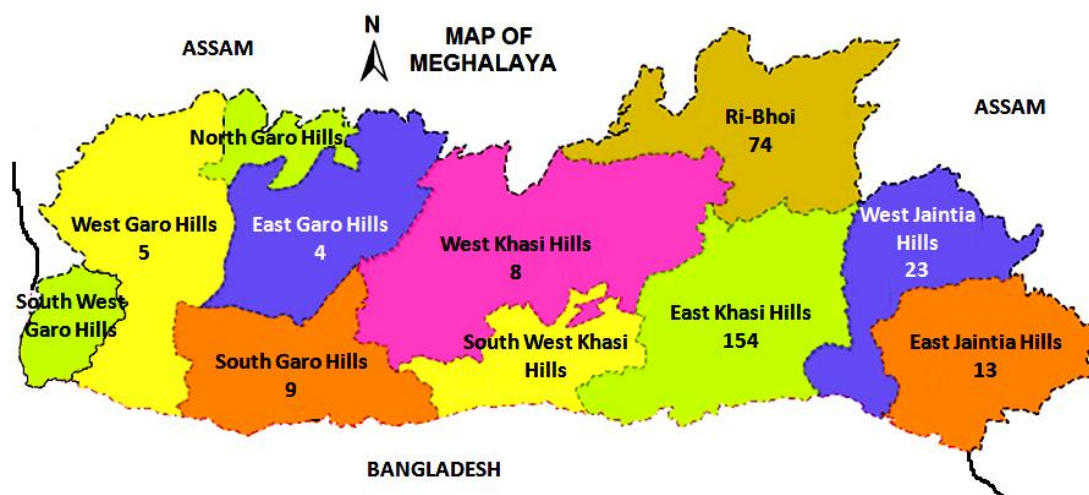 N
MAP OF
MEGHALAYA
ASSAM
ASSAM
North Garo Hills
Ri-Bhoi
74
West Garo Hills
5
East Garo Hills
4
West Khasi Hills
8
West Jaintia
Hills
23
South West
Garo Hills
South Garo Hills
9
South West Khasi
Hills
East Khasi Hills
154
East Jaintia Hills
13
BANGLADESH